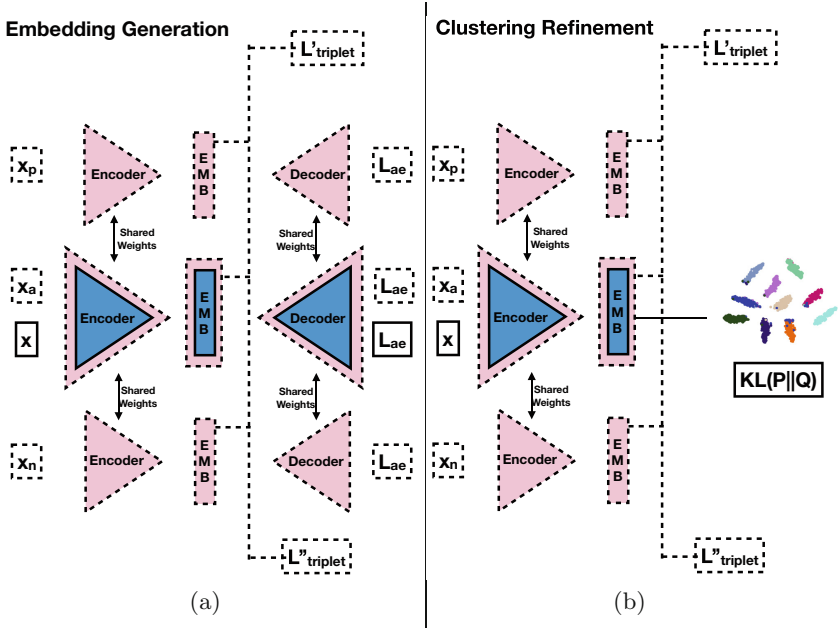 Embedding Generation
L'triplet
xp
Encoder
E
M
B
Decoder
Lae
Shared
Weights
Shared
Weights
xa
x
Encoder
E
M
B
Decoder
Lae
Lae
Shared
Weights
Shared
Weights
xn
Encoder
E
M
B
Decoder
Lae
L"triplet
(a)
Clustering Refinement
L'triplet
xp
Encoder
E
M
B
Shared
Weights
xa
x
Encoder
E
M
B
KL(P||Q)
Shared
Weights
xn
Encoder
E
M
B
L"triplet
(b)